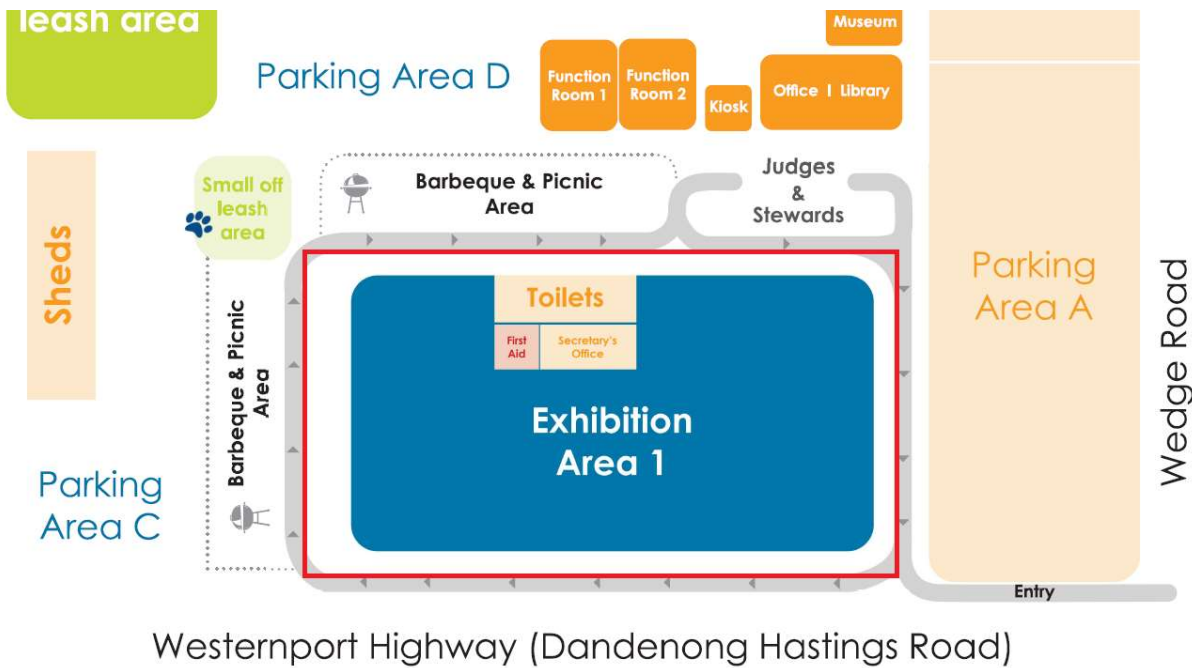 leash area
Museum
Parking Area D
Function
Room 1
Function
Room 2
Kiosk
Office I Library
Small off
leash
area
Barbeque & Picnic
Area
Judges
&
Stewards
Sheds
Barbeque & Picnic
Area
Toilets
First
Aid
Secretary's
Office
Exhibition
Area 1
Parking
Area A
Wedge Road
Parking
Area C
Entry
Westernport Highway (Dandenong Hastings Road)